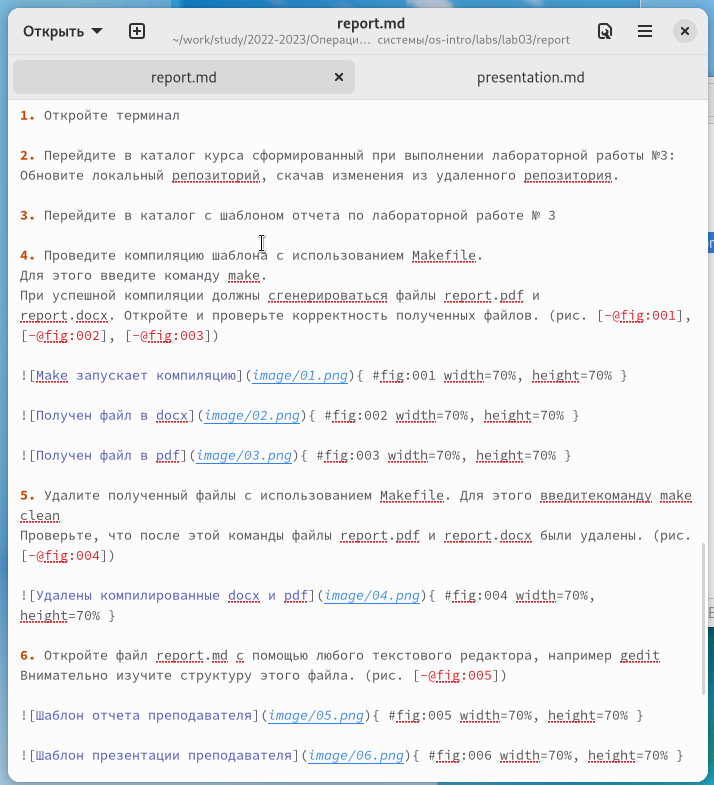 Открыть
report.md
~/work/study/2022-2023/Операци… системы/os-intro/labs/lab03/report
report.md
presentation.md
1. Откройте терминал
2. Перейдите в каталог курса сформированный при выполнении лабораторной работы №3:
Обновите локальный репозиторий, скачав изменения из удаленного репозитория.
3. Перейдите в каталог с шаблоном отчета по лабораторной работе № 3
4. Проведите компиляцию шаблона с использованием Makefile.
Для этого введите команду make.
При успешной компиляции должны сгенерироваться файлы report.pdf и
report.docx. Откройте и проверьте корректность полученных файлов. (рис. [-@fig:001],
[-@fig:002], [-@fig:003])
![Make запускает компиляцию](image/01.png){ #fig:001 width=70%, height=70% }
![Получен файл в docx](image/02.png){ #fig:002 width=70%, height=70% }
![Получен файл в pdf](image/03.png){ #fig:003 width=70%, height=70% }
5. Удалите полученный файлы с использованием Makefile. Для этого введитекоманду make
clean
Проверьте, что после этой команды файлы report.pdf и report.docx были удалены. (рис.
[-@fig:004])
![Удалены компилированные docx и pdf](image/04.png){ #fig:004 width=70%,
height=70% }
6. Откройте файл report.md c помощью любого текстового редактора, например gedit
Внимательно изучите структуру этого файла. (рис. [-@fig:005])
![Шаблон отчета преподавателя](image/05.png){ #fig:005 width=70%, height=70% }
![Шаблон презентации преподавателя](image/06.png){ #fig:006 width=70%, height=70% }